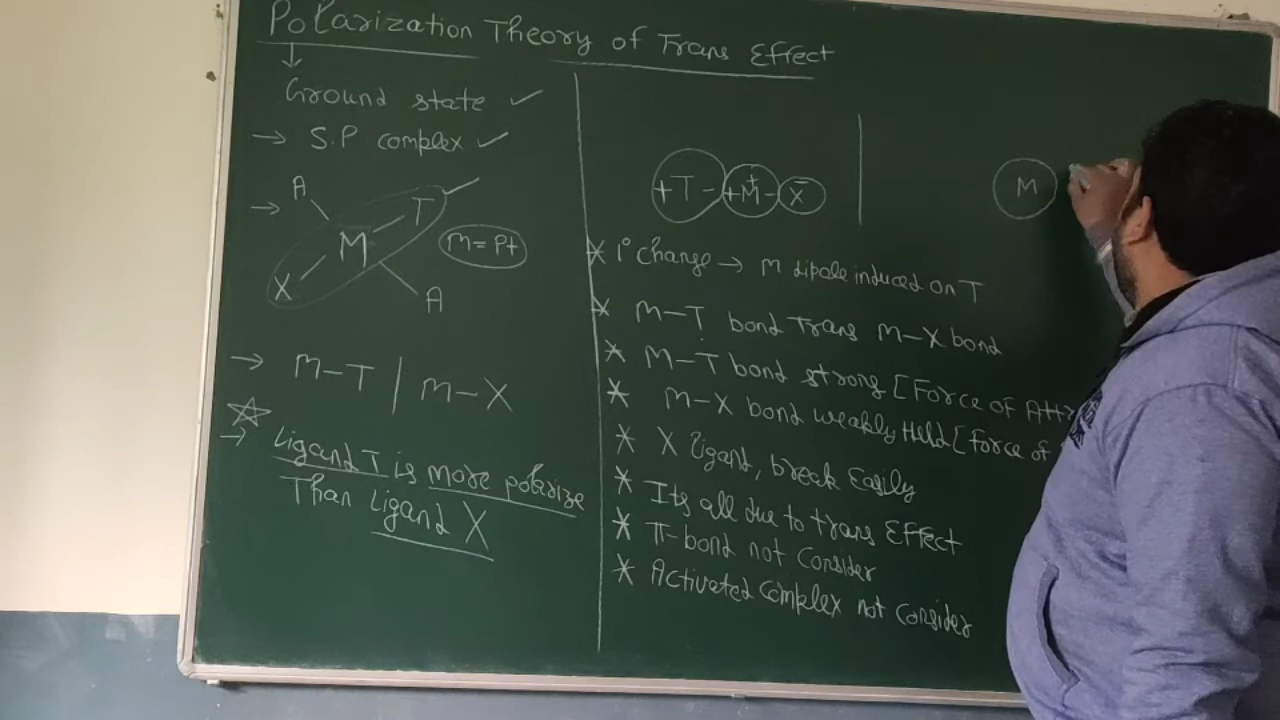 Polarization Theory of Trans Effect
↓
Ground state ✓
→ S.P complex ✓
A
→ T
M
X
A
M=Pt
→ M-T | M-X
→ Ligand T is more polarize
Than Ligand X
+T- +M- X
+ -
M
* 1° Change → M dipole induced on T
* M-T bond trans M-X bond
* M-T bond strong [Force of Attr
* M-X bond weakly Held [Force of
* X ligand, break Easily
* Its all due to trans Effect
* π-bond not Consider
* Activated Complex not Consider